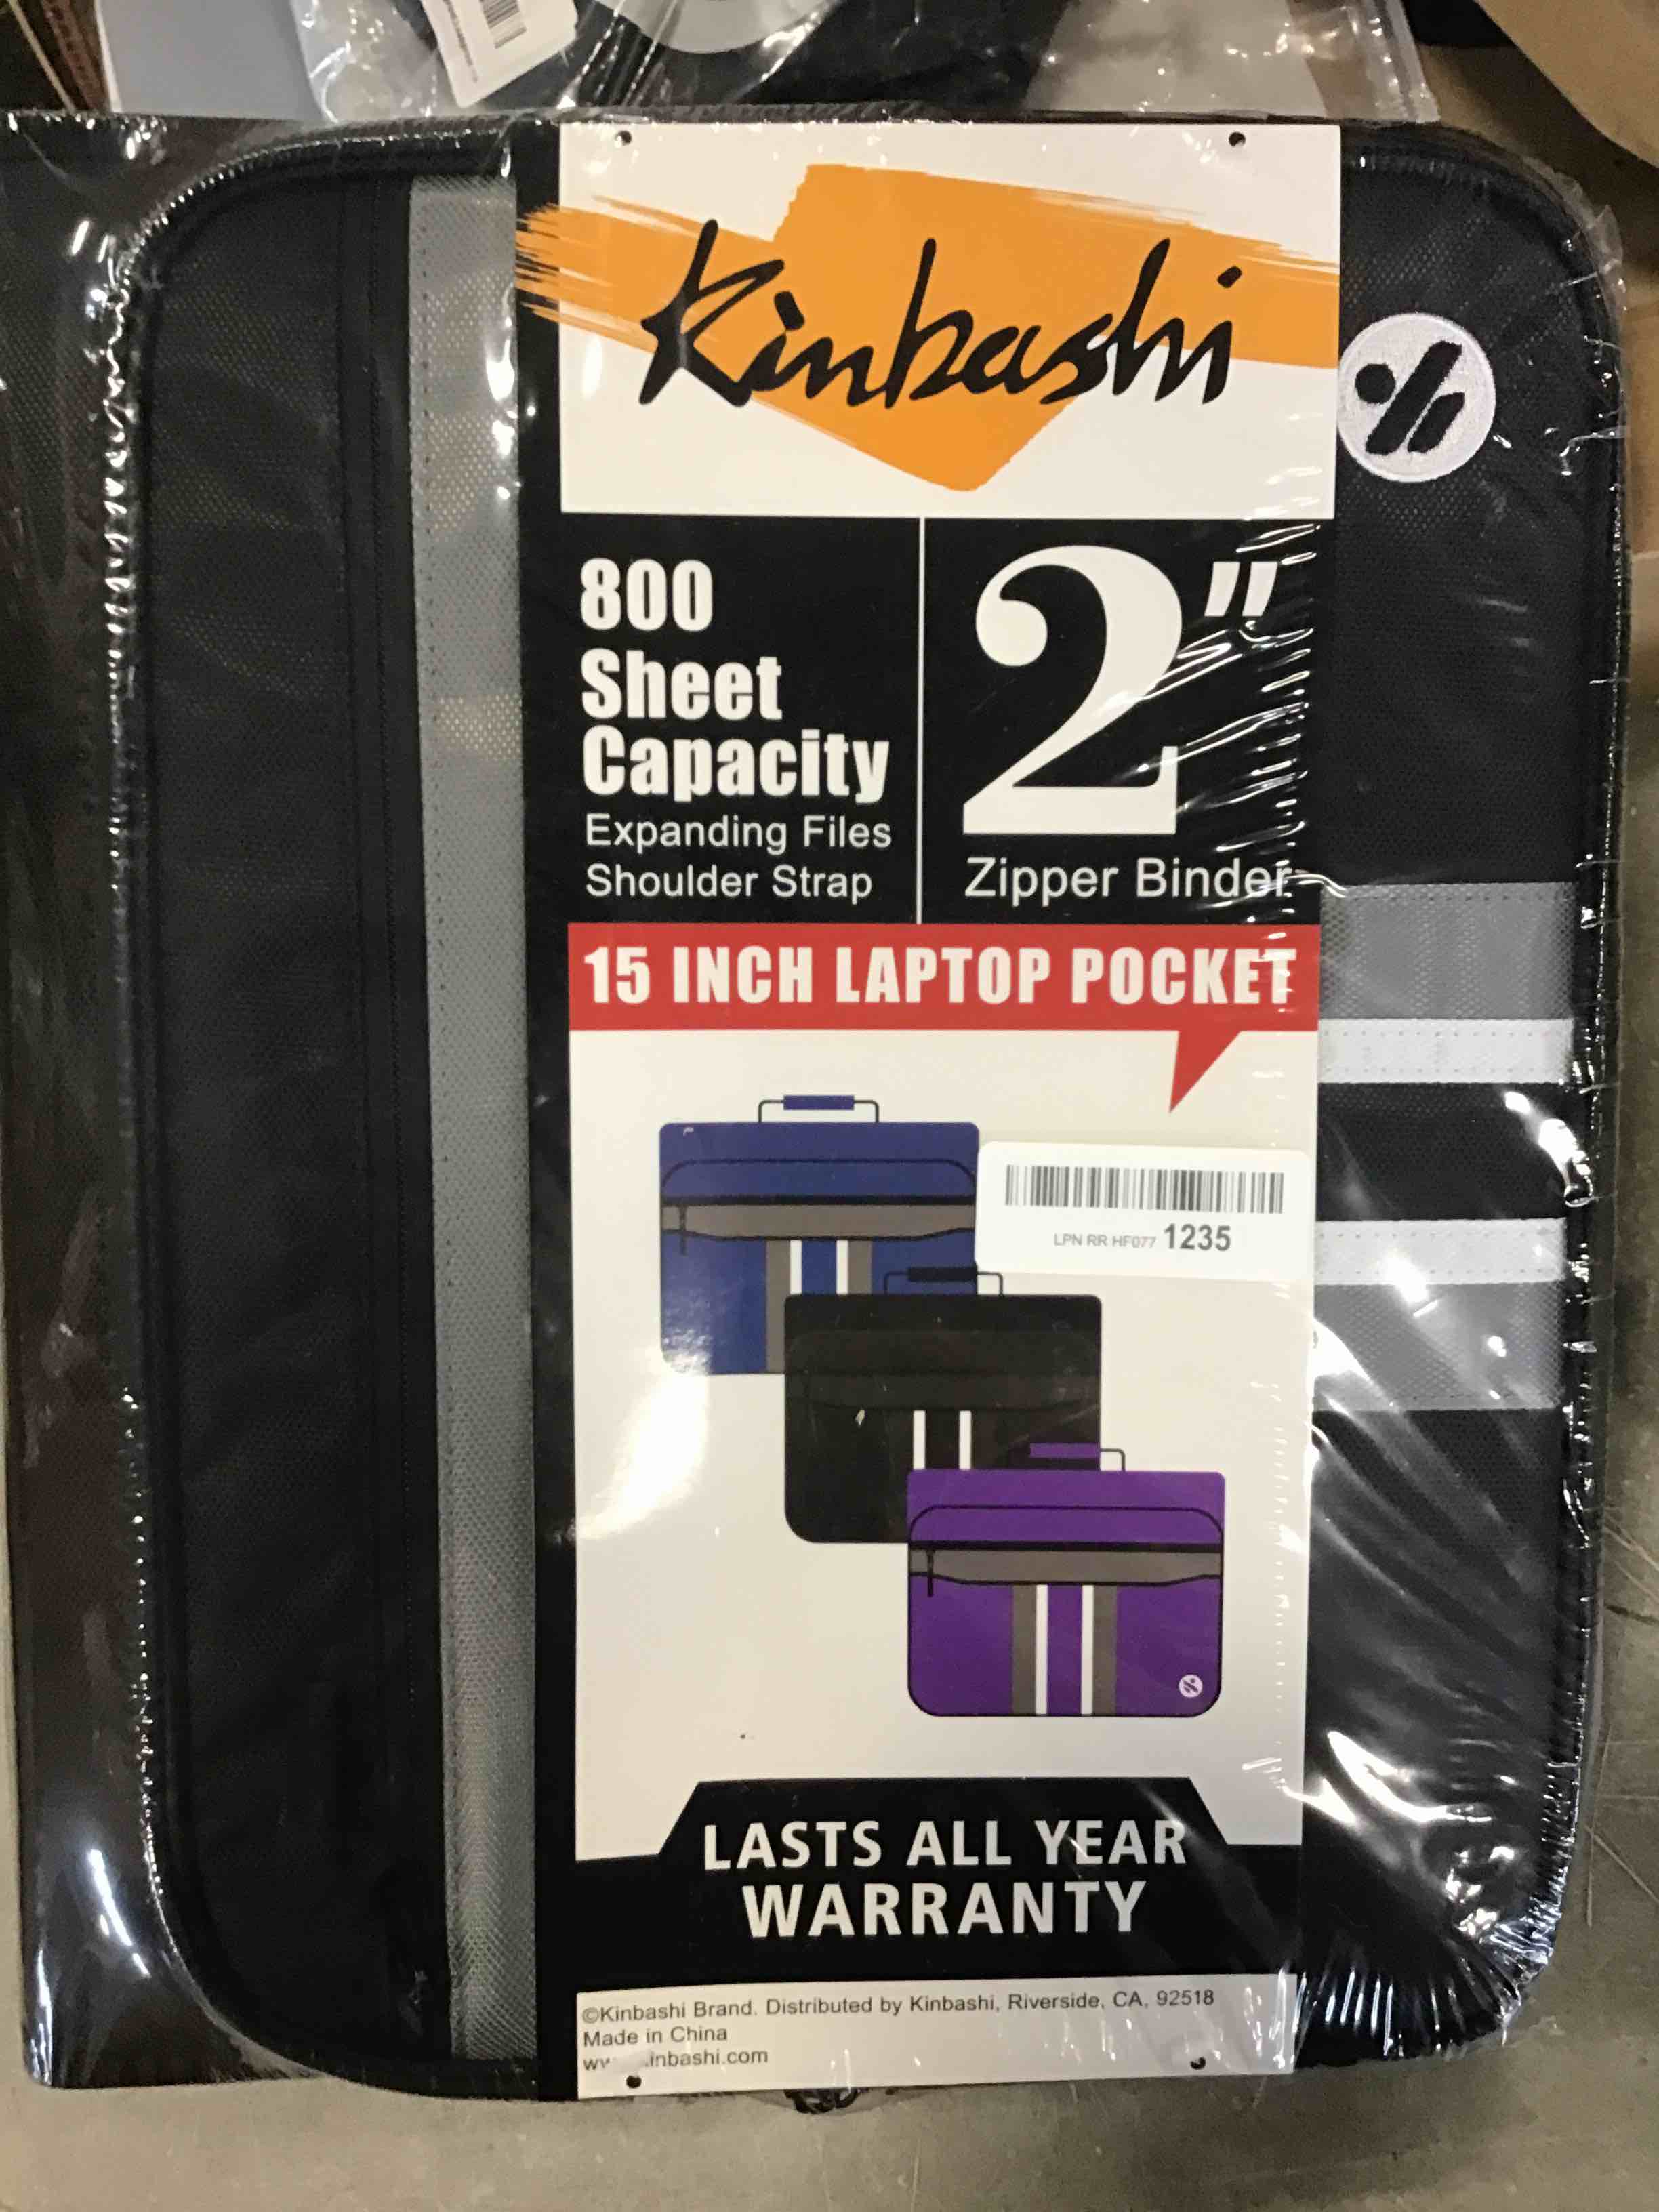 Kinbashi
800
Sheet
Capacity
Expanding Files
Shoulder Strap
2"
Zipper Binder
15 INCH LAPTOP POCKET
LPN RR HF077 1235
LASTS ALL YEAR
WARRANTY
©Kinbashi Brand. Distributed by Kinbashi, Riverside, CA, 92518
Made in China